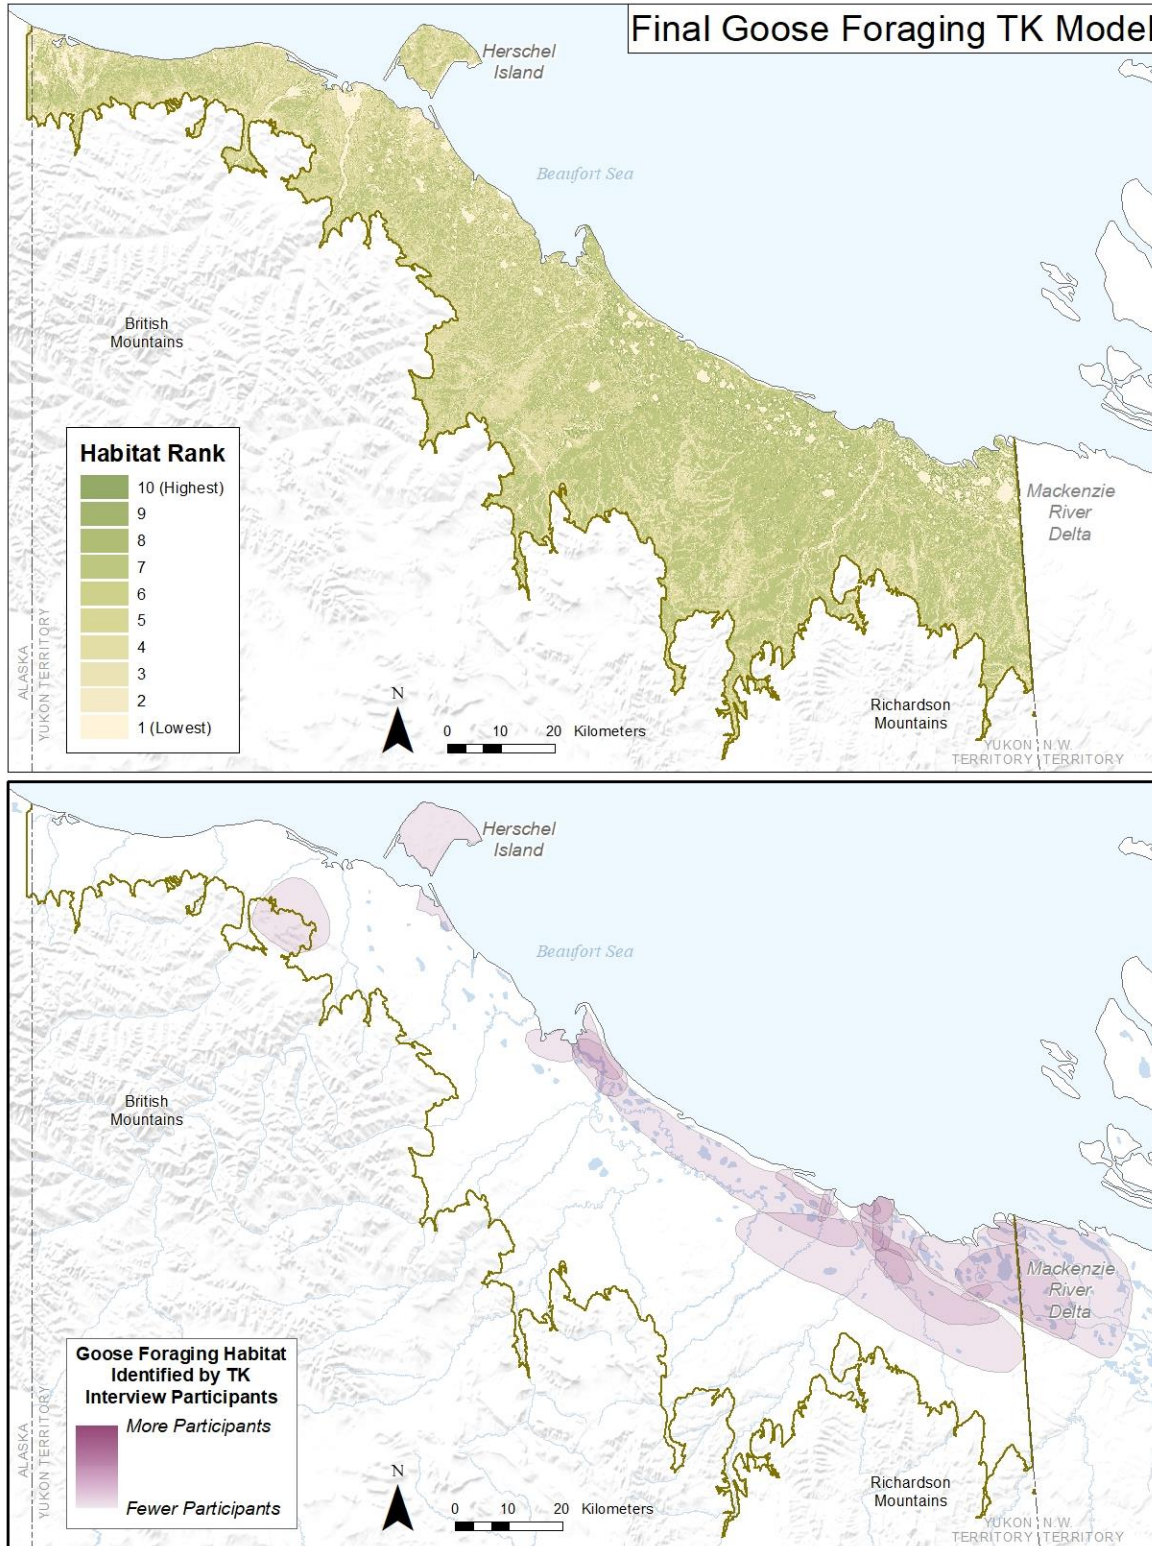 Final Goose Foraging TK Model
Herschel
Island
Beaufort Sea
British
Mountains
Habitat Rank
10 (Highest)
9
8
7
6
5
4
3
2
1 (Lowest)
Mackenzie
River
Delta
ALASKA
YUKON TERRITORY
N
0 10 20 Kilometers
Richardson
Mountains
YUKON N.W.
TERRITORY TERRITORY
Herschel
Island
Beaufort Sea
British
Mountains
Mackenzie
River
Delta
Goose Foraging Habitat
Identified by TK
Interview Participants
More Participants
Fewer Participants
ALASKA
YUKON TERRITORY
N
0 10 20 Kilometers
Richardson
Mountains
YUKON N.W.
TERRITORY TERRITORY